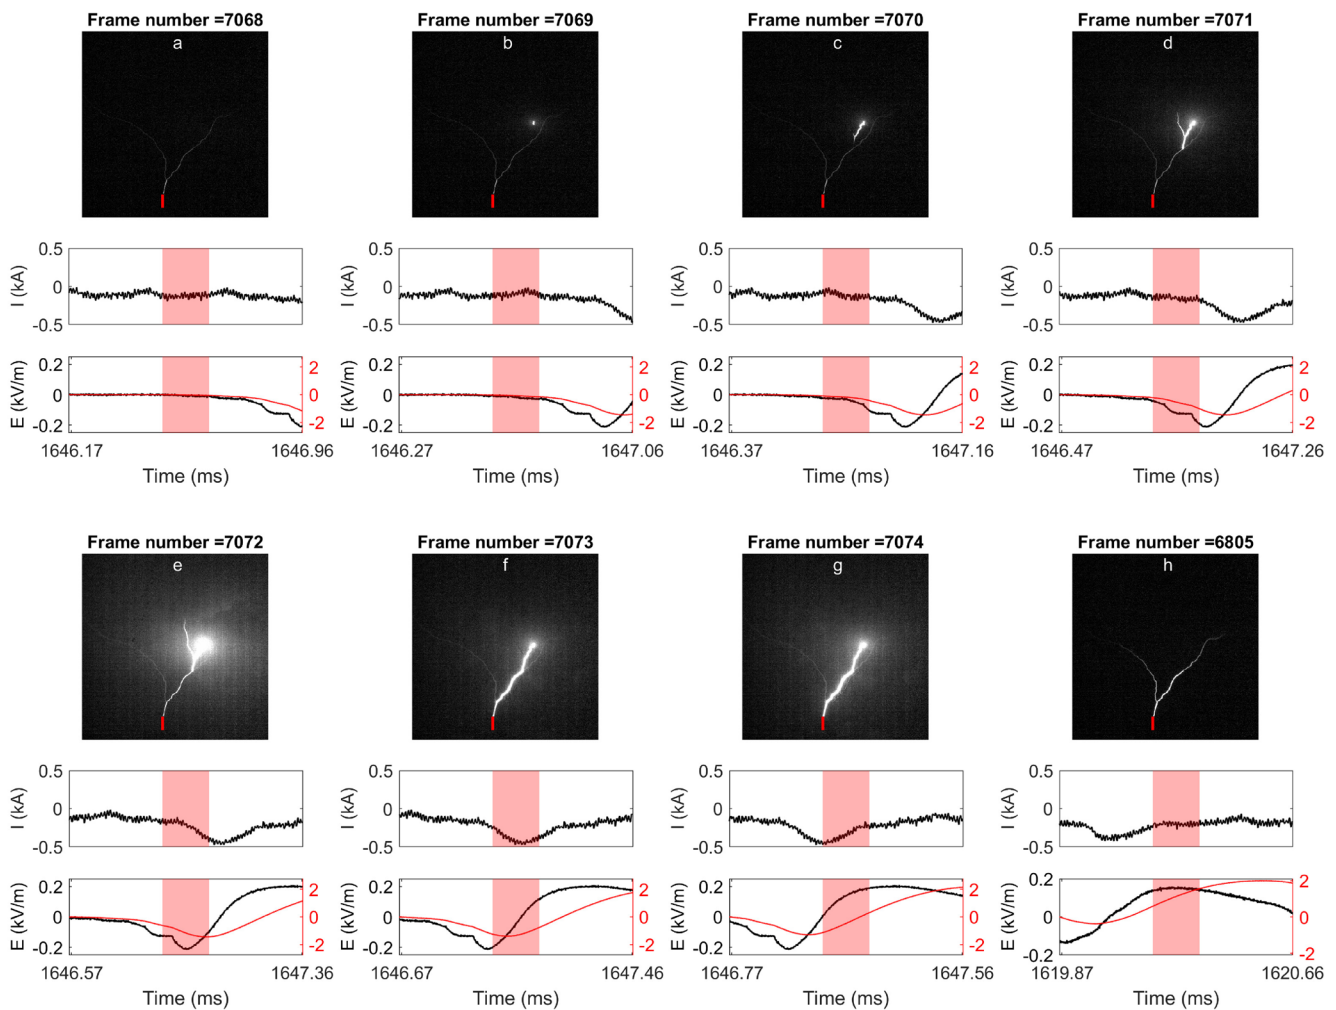 Frame number =7068
Frame number =7069
Frame number =7070
Frame number =7071
a
b
c
d
0.5
0
-0.5
I (kA)
0.5
0
-0.5
I (kA)
0.5
0
-0.5
I (kA)
0.5
0
-0.5
I (kA)
0.2
0
-0.2
E (kV/m)
2
0
-2
0.2
0
-0.2
E (kV/m)
2
0
-2
0.2
0
-0.2
E (kV/m)
2
0
-2
0.2
0
-0.2
E (kV/m)
2
0
-2
1646.17
1646.96
1646.27
1647.06
1646.37
1647.16
1646.47
1647.26
Time (ms)
Time (ms)
Time (ms)
Time (ms)
Frame number =7072
Frame number =7073
Frame number =7074
Frame number =6805
e
f
g
h
0.5
0
-0.5
I (kA)
0.5
0
-0.5
I (kA)
0.5
0
-0.5
I (kA)
0.5
0
-0.5
I (kA)
0.2
0
-0.2
E (kV/m)
2
0
-2
0.2
0
-0.2
E (kV/m)
2
0
-2
0.2
0
-0.2
E (kV/m)
2
0
-2
0.2
0
-0.2
E (kV/m)
2
0
-2
1646.57
1647.36
1646.67
1647.46
1646.77
1647.56
1619.87
1620.66
Time (ms)
Time (ms)
Time (ms)
Time (ms)